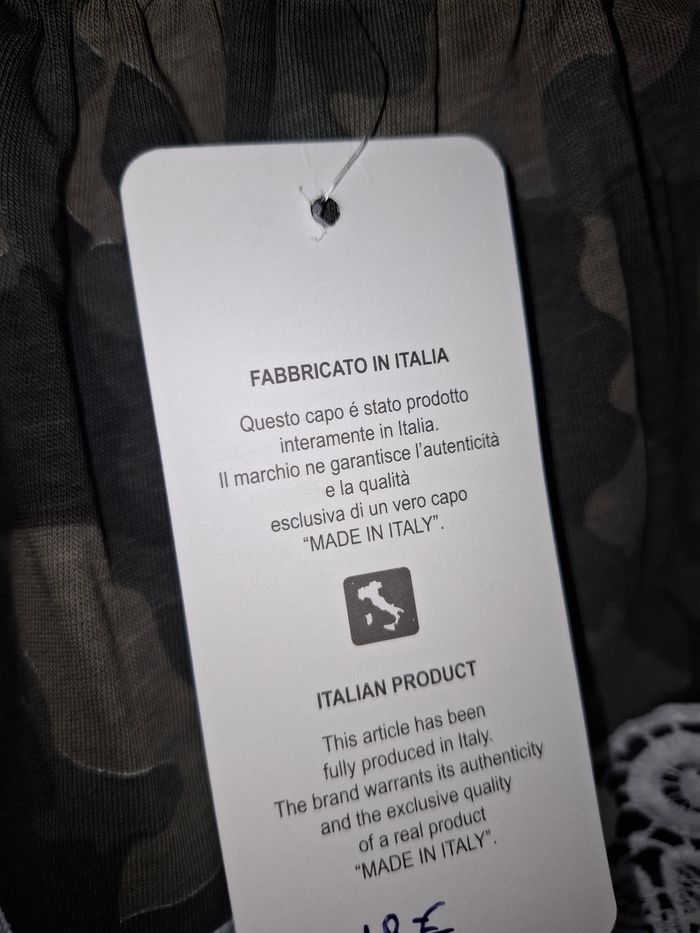 FABBRICATO IN ITALIA
Questo capo é stato prodotto
interamente in Italia.
Il marchio ne garantisce l'autenticità
e la qualità
esclusiva di un vero capo
“MADE IN ITALY”.
ITALIAN PRODUCT
This article has been
fully produced in Italy.
The brand warrants its authenticity
and the exclusive quality
of a real product
“MADE IN ITALY”.